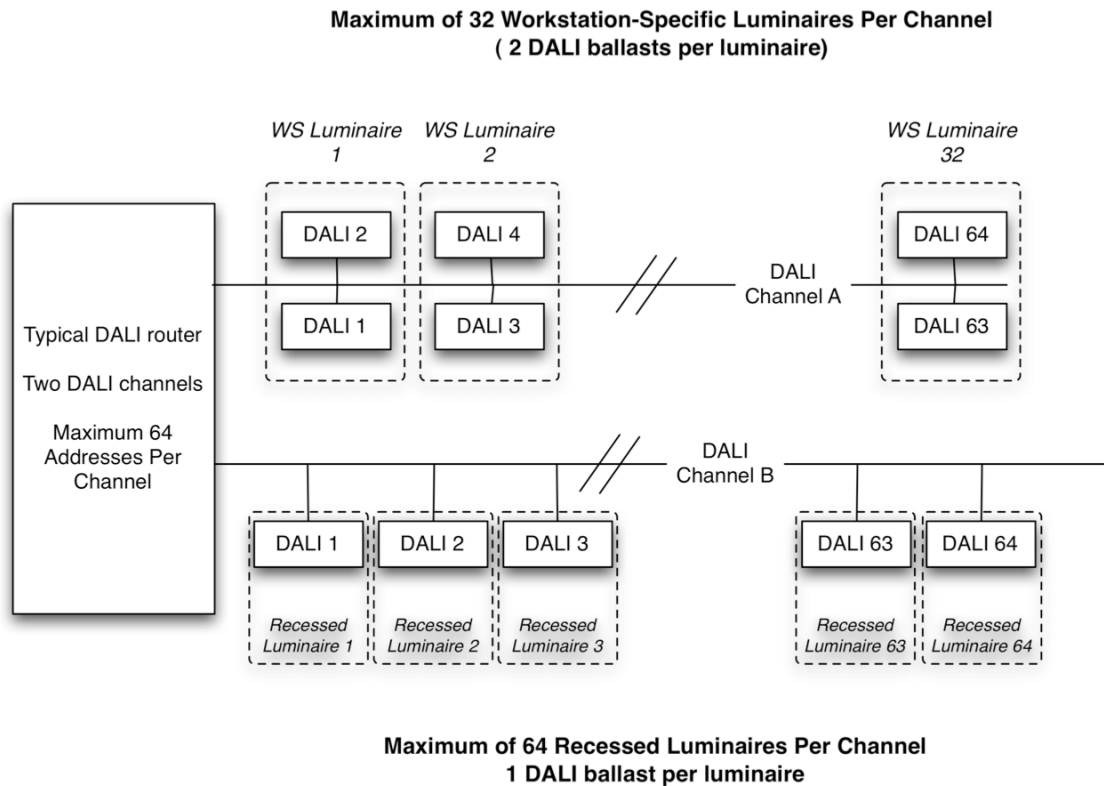 Maximum of 32 Workstation-Specific Luminaires Per Channel
( 2 DALI ballasts per luminaire)
WS Luminaire
1
WS Luminaire
2
WS Luminaire
32
DALI 2
DALI 4
DALI 64
DALI
Channel A
DALI 1
DALI 3
DALI 63
Typical DALI router
Two DALI channels
Maximum 64
Addresses Per
Channel
DALI
Channel B
DALI 1
DALI 2
DALI 3
DALI 63
DALI 64
Recessed
Luminaire 1
Recessed
Luminaire 2
Recessed
Luminaire 3
Recessed
Luminaire 63
Recessed
Luminaire 64
Maximum of 64 Recessed Luminaires Per Channel
1 DALI ballast per luminaire